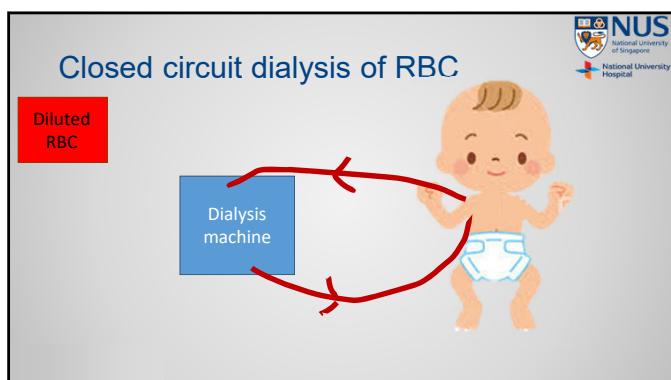 NUS
National University
of Singapore
National University
Hospital
Closed circuit dialysis of RBC
Diluted
RBC
Dialysis
machine